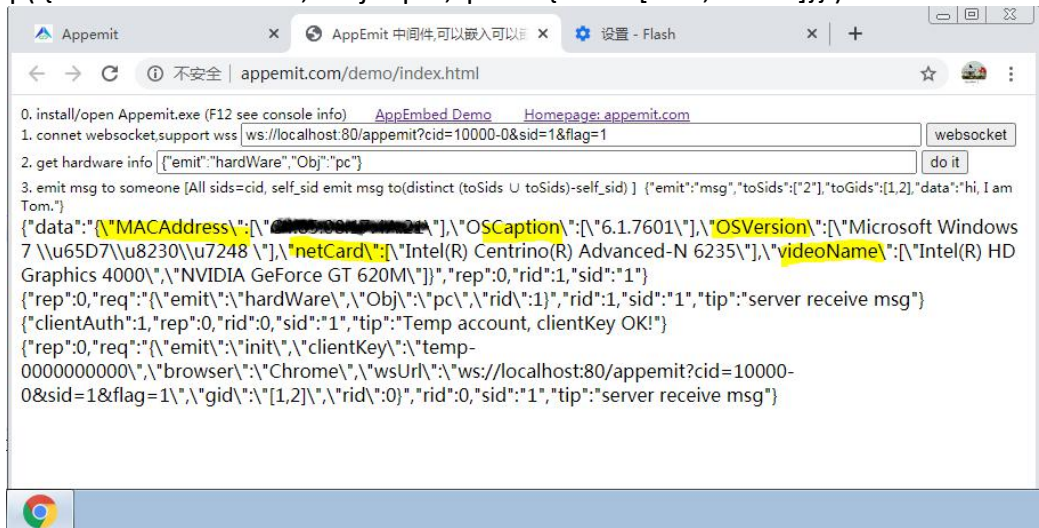 Appemit
AppEmit 中间件,可以嵌入可以
设置 - Flash
不安全 | appemit.com/demo/index.html
0. install/open Appemit.exe (F12 see console info) AppEmbed Demo Homepage: appemit.com
1. connet websocket,support wss ws://localhost:80/appemit?cid=10000-0&sid=1&flag=1 websocket
2. get hardware info {"emit":"hardWare","Obj":"pc"} do it
3. emit msg to someone [All sids=cid, self_sid emit msg to(distinct (toSids ∪ toSids)-self_sid) ] {"emit":"msg","toSids":["2"],"toGids":[1,2],"data":"hi, I am
Tom."}
{"data":"{\"MACAddress\":[\" \"],\"OSCaption\":[\"6.1.7601\"],\"OSVersion\":[\"Microsoft Windows
7 \\u65D7\\u8230\\u7248 \"],\"netCard\":[\"Intel(R) Centrino(R) Advanced-N 6235\"],\"videoName\":[\"Intel(R) HD
Graphics 4000\",\"NVIDIA GeForce GT 620M\"]}","rep":0,"rid":1,"sid":"1"}
{"rep":0,"req":"{\"emit\":\"hardWare\",\"Obj\":\"pc\",\"rid\":1}","rid":1,"sid":"1","tip":"server receive msg"}
{"clientAuth":1,"rep":0,"rid":0,"sid":"1","tip":"Temp account, clientKey OK!"}
{"rep":0,"req":"{\"emit\":\"init\",\"clientKey\":\"temp-
0000000000\",\"browser\":\"Chrome\",\"wsUrl\":\"ws://localhost:80/appemit?cid=10000-
0&sid=1&flag=1\",\"gid\":\"[1,2]\",\"rid\":0}","rid":0,"sid":"1","tip":"server receive msg"}